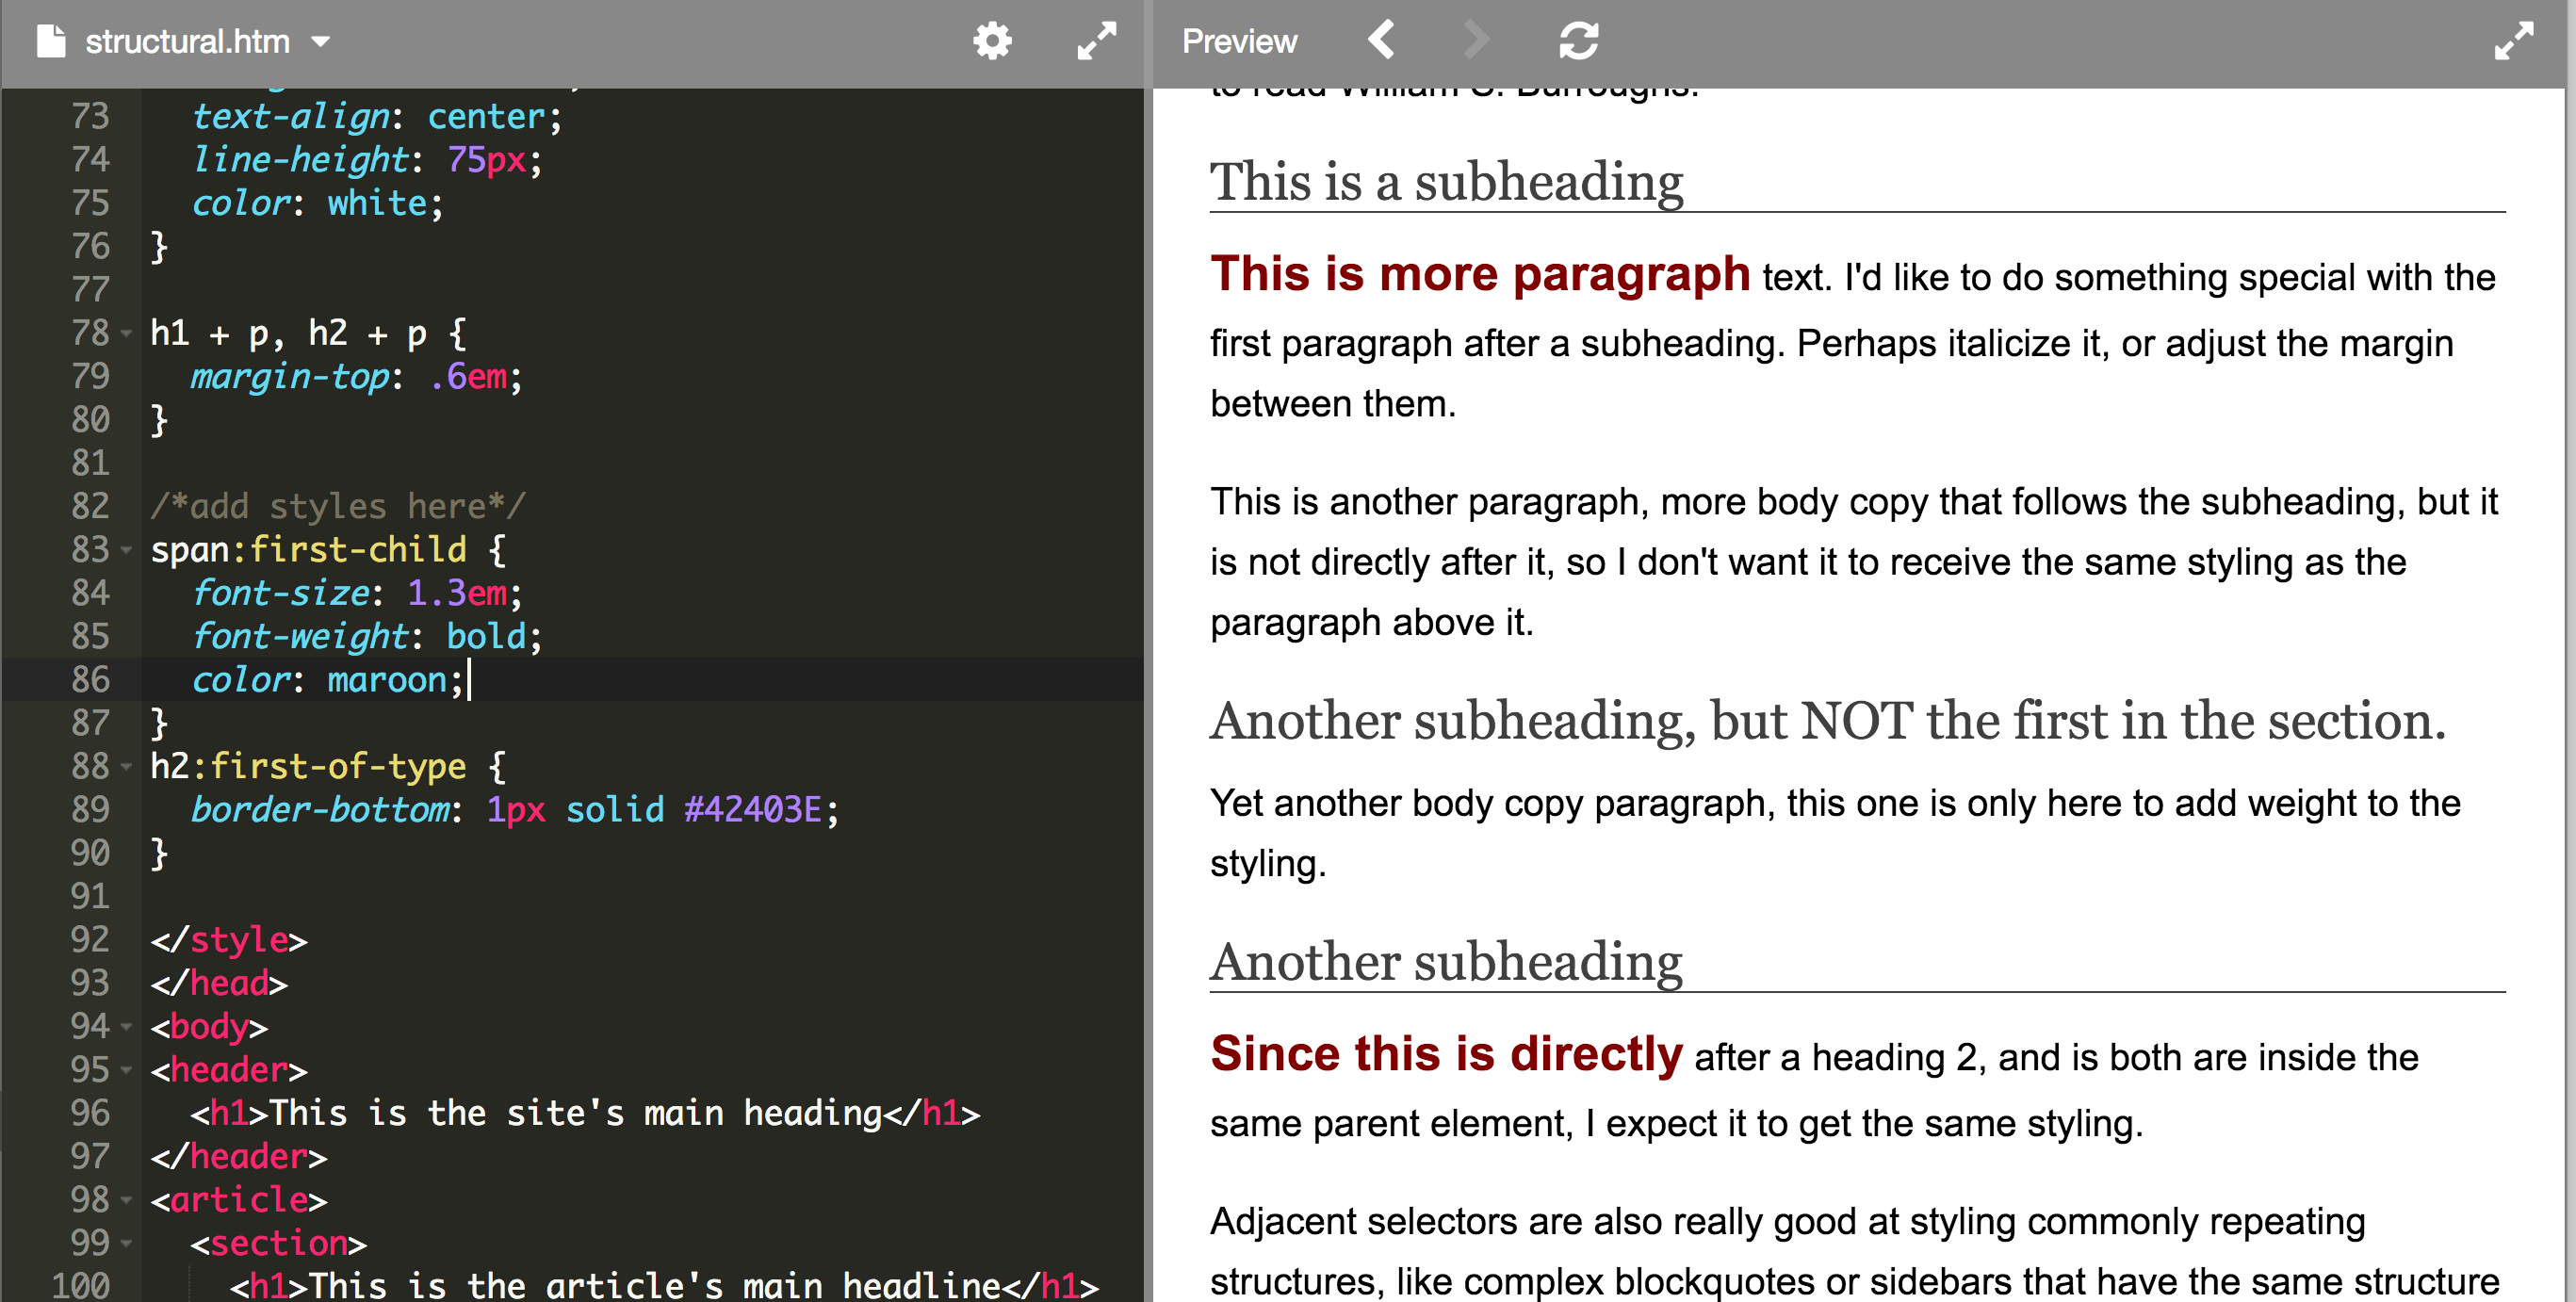 structural.htm
73 text-align: center;
74 line-height: 75px;
75 color: white;
76 }
77
78 h1 + p, h2 + p {
79 margin-top: .6em;
80 }
81
82 /*add styles here*/
83 span:first-child {
84 font-size: 1.3em;
85 font-weight: bold;
86 color: maroon;
87 }
88 h2:first-of-type {
89 border-bottom: 1px solid #42403E;
90 }
91
92 </style>
93 </head>
94 <body>
95 <header>
96 <h1>This is the site's main heading</h1>
97 </header>
98 <article>
99 <section>
100 <h1>This is the article's main headline</h1>
Preview
to read William S. Burroughs.
This is a subheading
This is more paragraph text. I'd like to do something special with the
first paragraph after a subheading. Perhaps italicize it, or adjust the margin
between them.
This is another paragraph, more body copy that follows the subheading, but it
is not directly after it, so I don't want it to receive the same styling as the
paragraph above it.
Another subheading, but NOT the first in the section.
Yet another body copy paragraph, this one is only here to add weight to the
styling.
Another subheading
Since this is directly after a heading 2, and is both are inside the
same parent element, I expect it to get the same styling.
Adjacent selectors are also really good at styling commonly repeating
structures, like complex blockquotes or sidebars that have the same structure